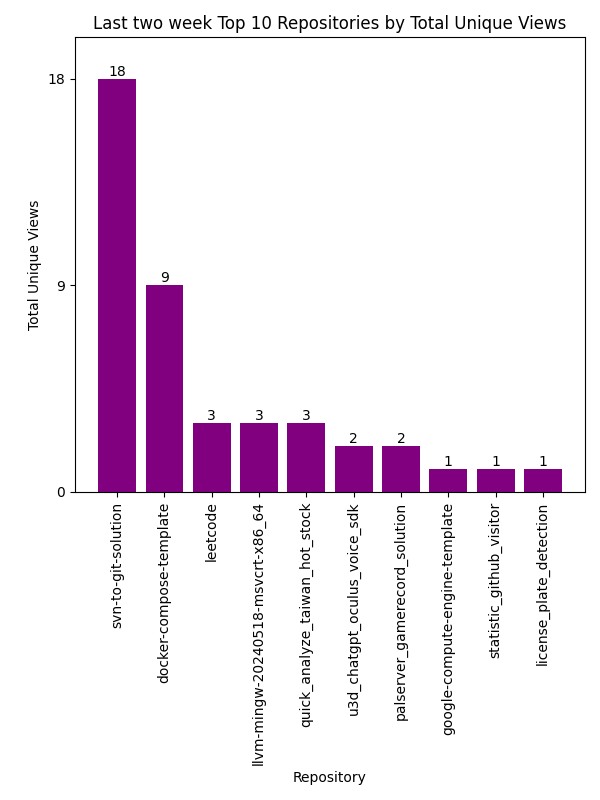 Last two week Top 10 Repositories by Total Unique Views
Total Unique Views
18
9
0
18
9
3
3
3
2
2
1
1
1
svn-to-git-solution
docker-compose-template
leetcode
llvm-mingw-20240518-msvcrt-x86_64
quick_analyze_taiwan_hot_stock
u3d_chatgpt_oculus_voice_sdk
palserver_gamerecord_solution
google-compute-engine-template
statistic_github_visitor
license_plate_detection
Repository